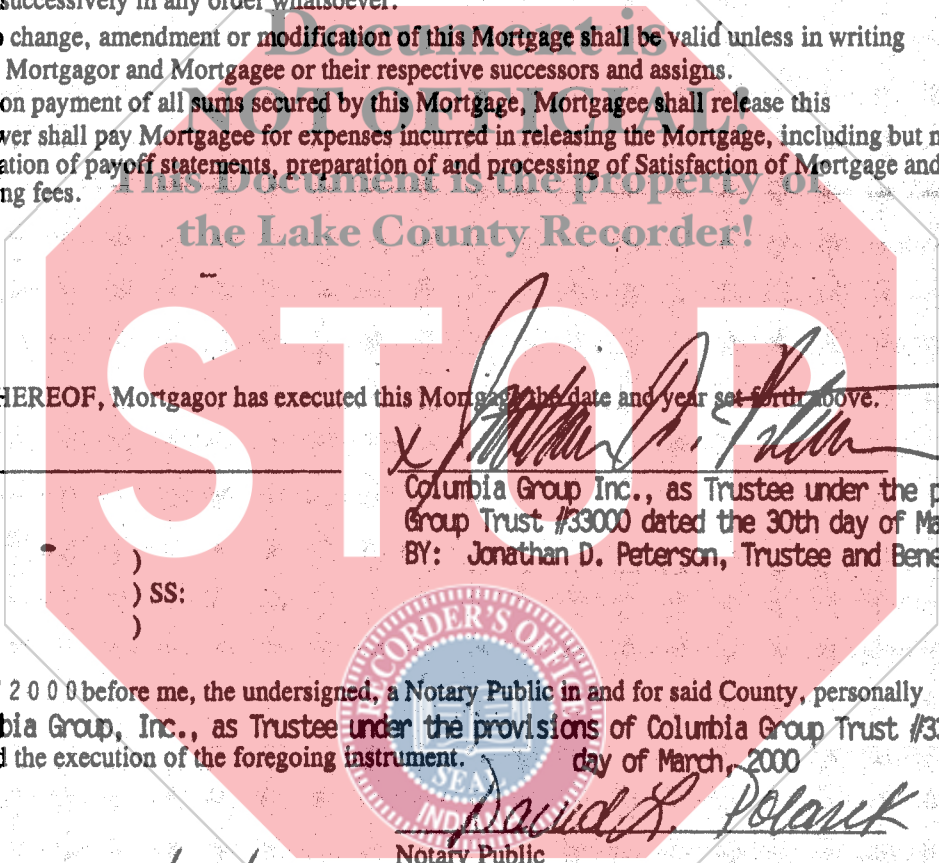 successively in any order whatsoever.
Document is
change, amendment or modification of this Mortgage shall be valid unless in writing
Mortgagor and Mortgagee or their respective successors and assigns.
on payment of all sums secured by this Mortgage, Mortgagee shall release this
NOT OFFICIAL!
wer shall pay Mortgagee for expenses incurred in releasing the Mortgage, including but n
ation of payoff statements, preparation of and processing of Satisfaction of Mortgage and
This Document is the property of
ng fees.
the Lake County Recorder!
STOP
HEREOF, Mortgagor has executed this Mortgage the date and year set forth above.
X Jonathan D. Peterson
Columbia Group Inc., as Trustee under the p
Group Trust #33000 dated the 30th day of Ma
BY: Jonathan D. Peterson, Trustee and Bene
)
) SS:
)
RECORDER'S OFFICE
2000 before me, the undersigned, a Notary Public in and for said County, personally
bia Group, Inc., as Trustee under the provisions of Columbia Group Trust #33
d the execution of the foregoing instrument. day of March, 2000
SEAL
INDIANA
David L. Polarek
Notary Public